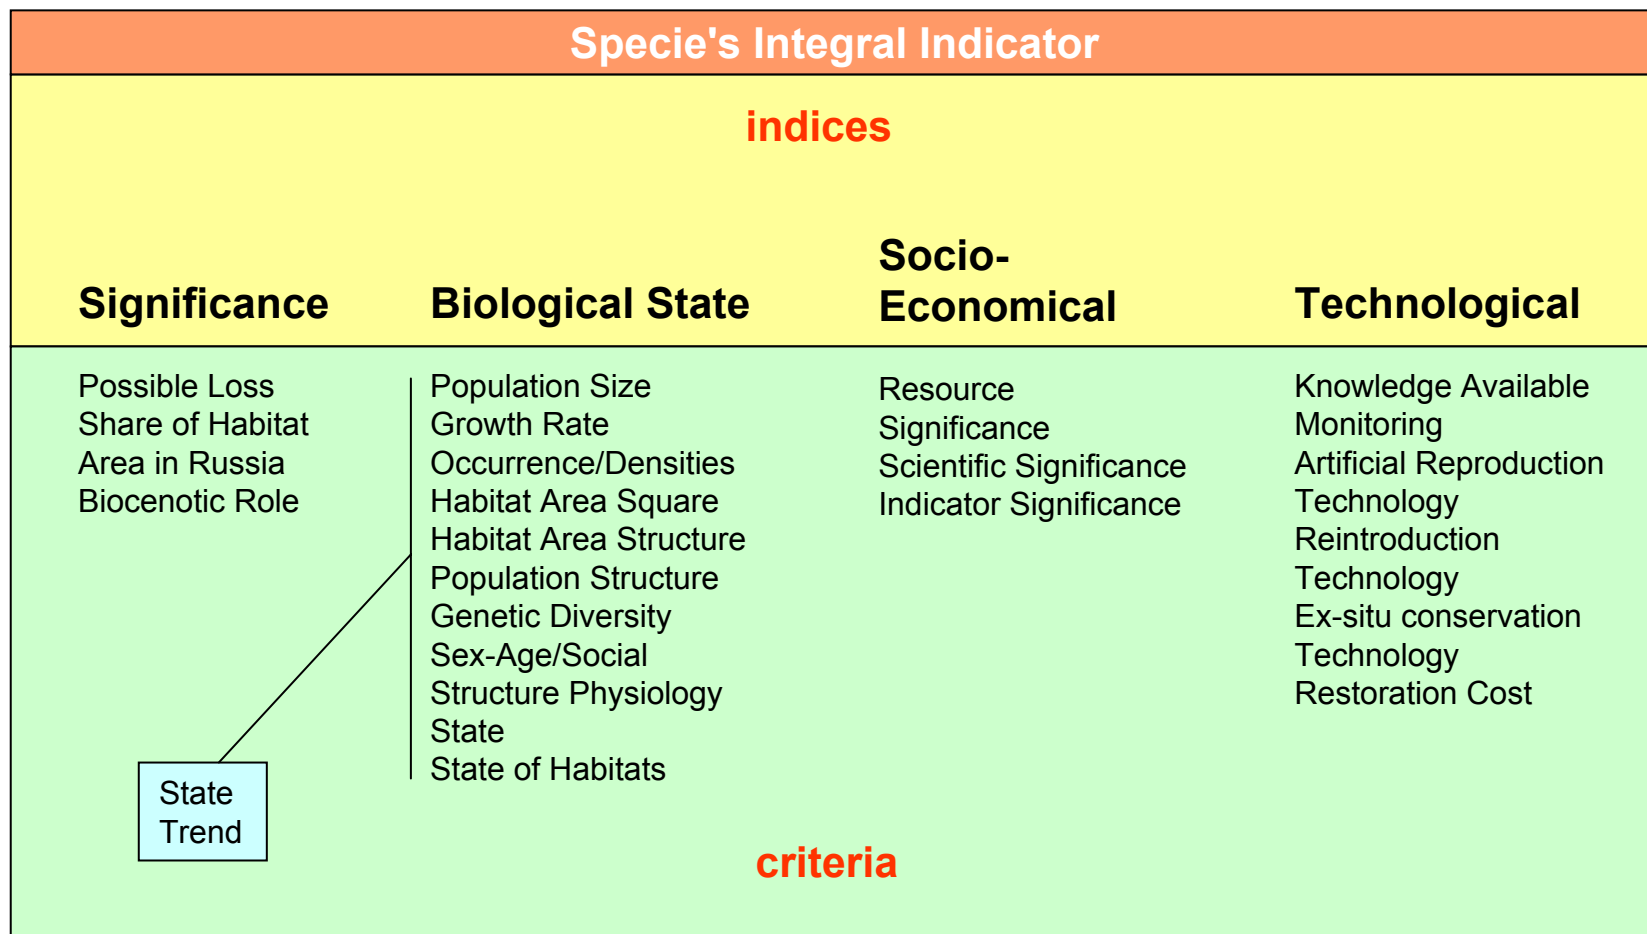 Specie's Integral Indicator
indices
Significance
Biological State
Socio-
Economical
Technological
Possible Loss
Share of Habitat
Area in Russia
Biocenotic Role
Population Size
Growth Rate
Occurrence/Densities
Habitat Area Square
Habitat Area Structure
Population Structure
Genetic Diversity
Sex-Age/Social
Structure Physiology
State
State of Habitats
Resource
Significance
Scientific Significance
Indicator Significance
Knowledge Available
Monitoring
Artificial Reproduction
Technology
Reintroduction
Technology
Ex-situ conservation
Technology
Restoration Cost
State
Trend
criteria